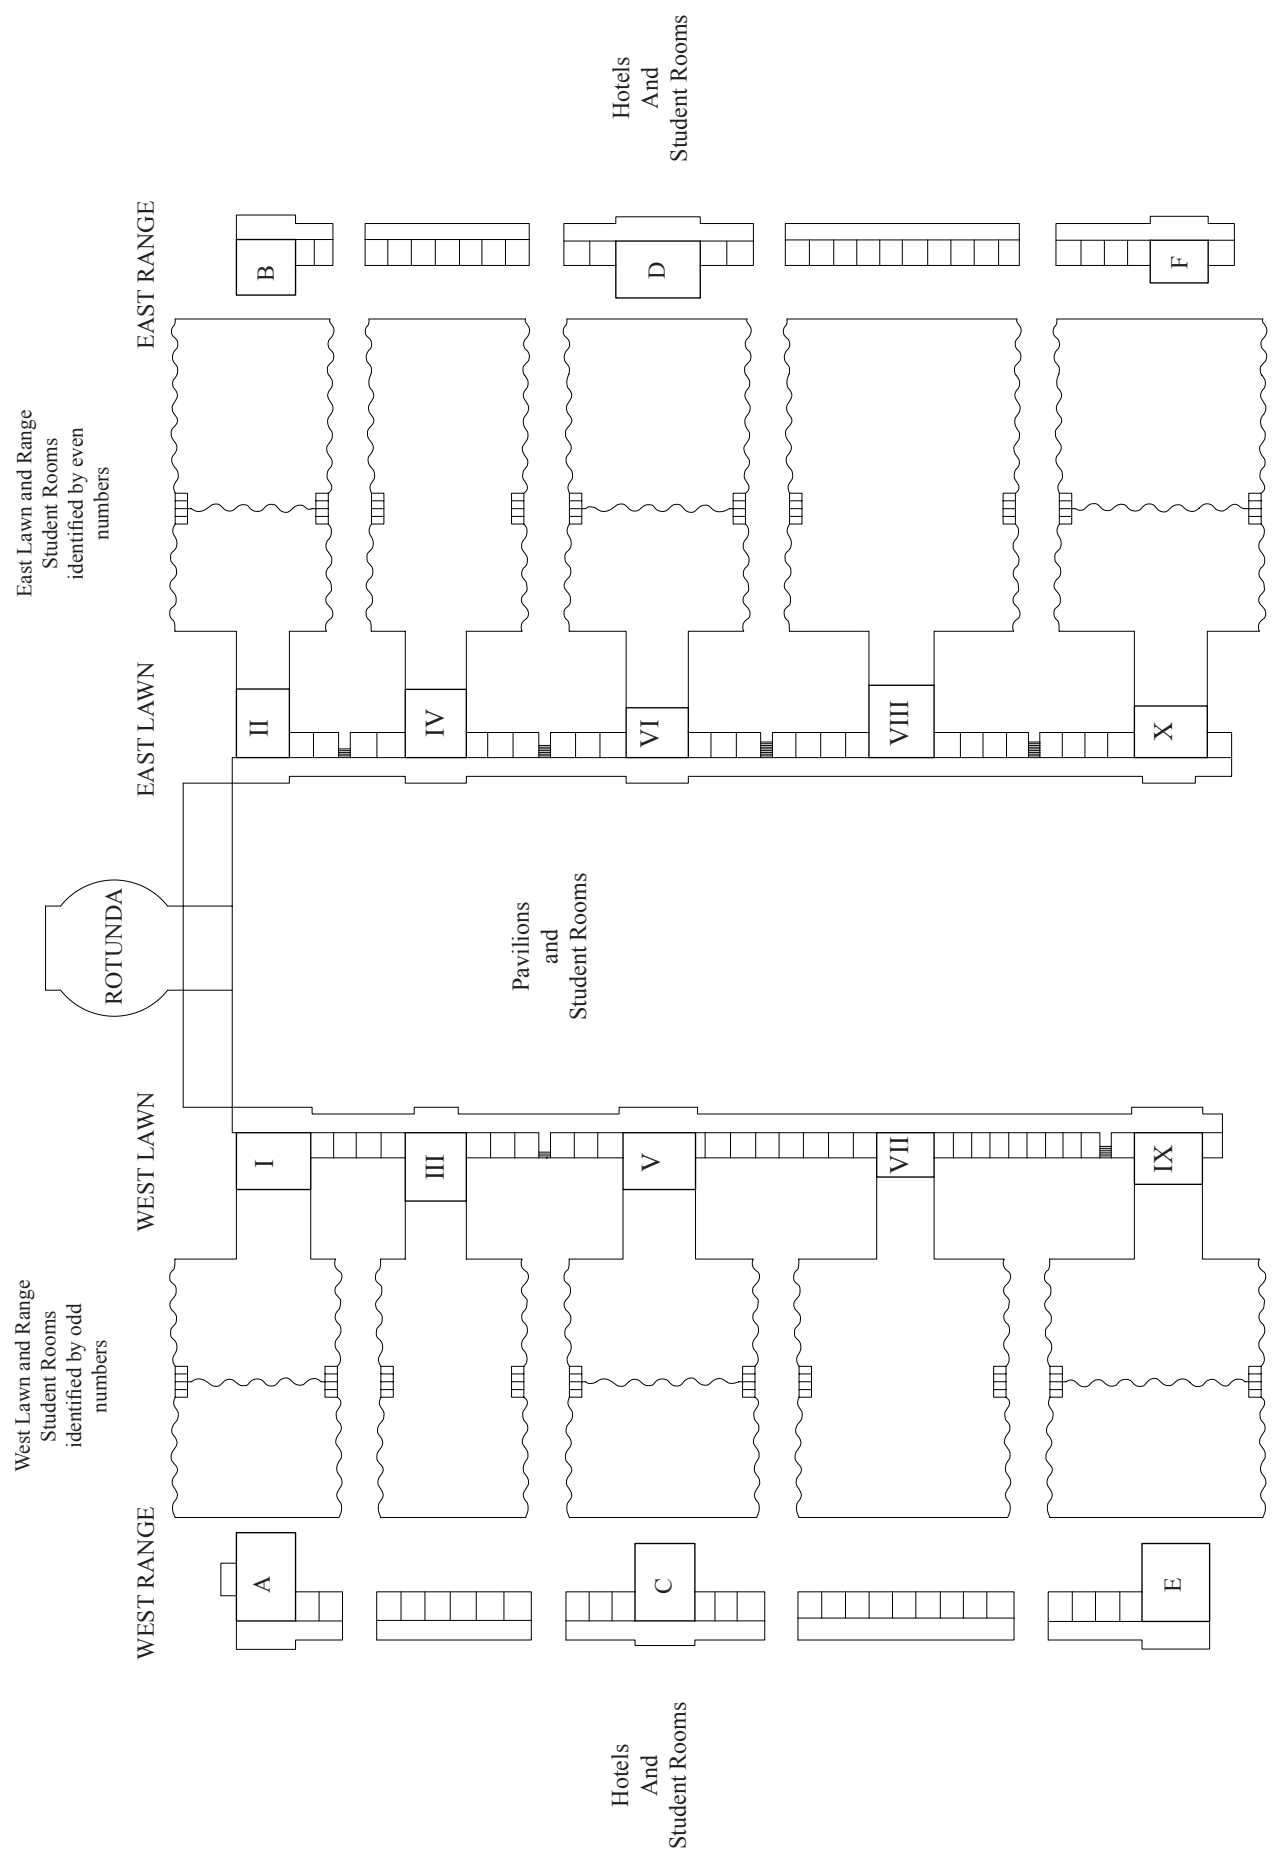 West Lawn and Range
Student Rooms
identified by odd
numbers
East Lawn and Range
Student Rooms
identified by even
numbers
WEST RANGE
WEST LAWN
ROTUNDA
EAST LAWN
EAST RANGE
A
I
II
B
III
IV
Hotels
And
Student Rooms
C
V
Pavilions
and
Student Rooms
VI
D
Hotels
And
Student Rooms
VII
VIII
E
IX
X
F